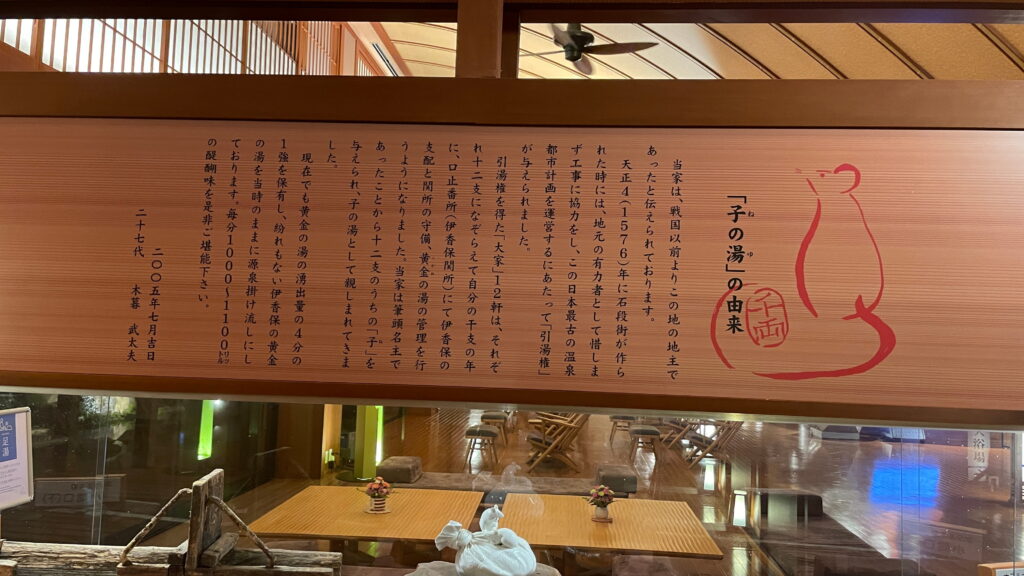 「子の湯」の由来
ね ゆ
千両
当家は、戦国以前よりこの地の地主で
あったと伝えられております。
天正4(1576)年に石段街が作ら
れた時には、地元の有力者として惜しま
ず工事に協力をし、この日本最古の温泉
都市計画を運営するにあたって「引湯権」
が与えられました。
引湯権を得た「大家」12軒は、それぞ
れ十二支になぞらえて自分の干支の年
に、口止番所(伊香保関所)にて伊香保の
支配と関所の守備、黄金の湯の管理を行
うようになりました。当家は筆頭名主で
あったことから十二支のうちの「子」を
与えられ、子の湯として親しまれてきま
した。
現在でも黄金の湯の湧出量の4分の
1強を保有し、紛れもない伊香保の黄金
の湯を当時のままに源泉掛け流しにし
ております。毎分1000〜1100リットル
の醍醐味を是非ご堪能下さい。
二〇〇五年七月吉日
二十七代 木暮 武太夫
足湯
大浴場